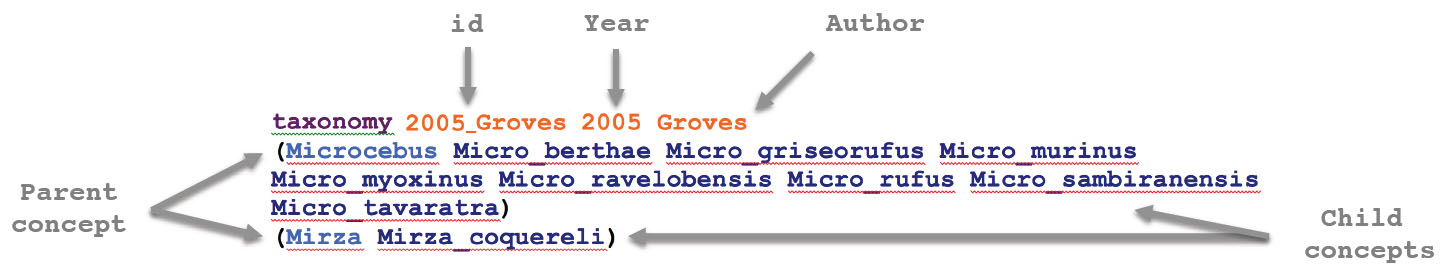 id Year Author
taxonomy 2005_Groves 2005 Groves
(Microcebus Micro_berthae Micro_griseorufus Micro_murinus
Micro_myoxinus Micro_ravelobensis Micro_rufus Micro_sambiranensis
Micro_tavaratra)
(Mirza Mirza_coquereli)
Parent
concept
Child
concepts